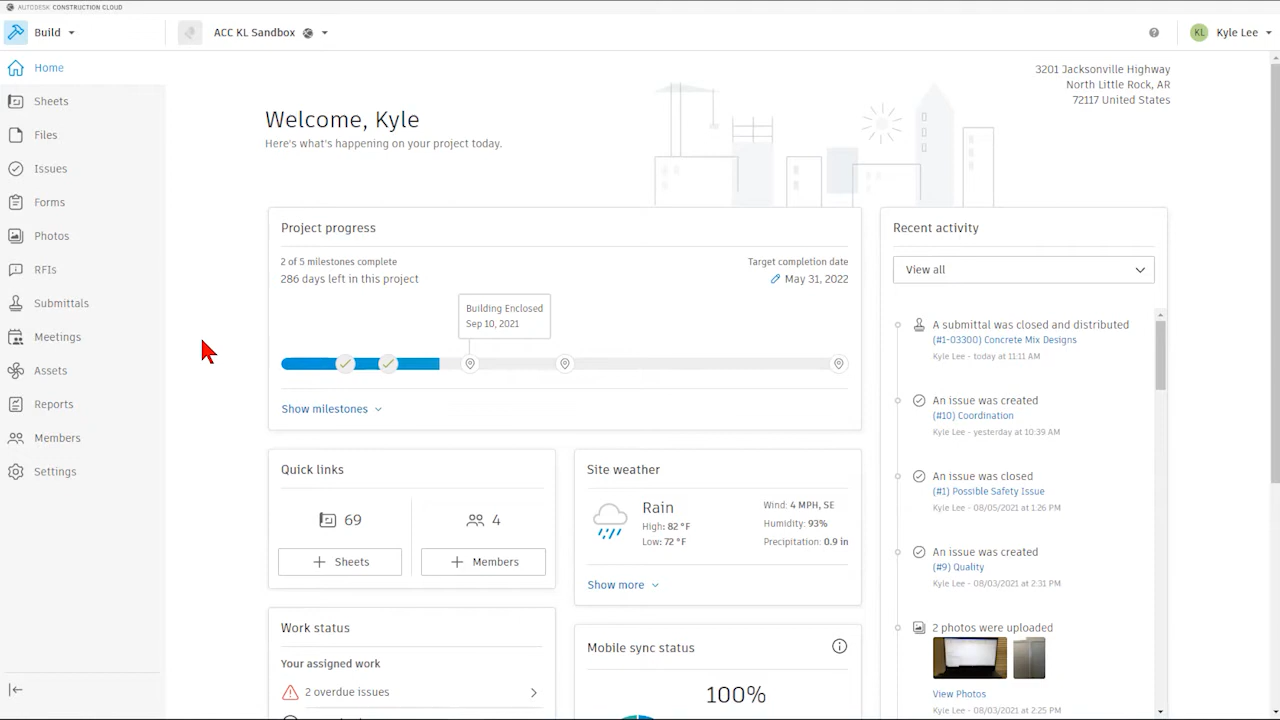 AUTODESK CONSTRUCTION CLOUD
Build
ACC KL Sandbox
KL
Kyle Lee
Home
Sheets
Files
Issues
Forms
Photos
RFIs
Submittals
Meetings
Assets
Reports
Members
Settings
3201 Jacksonville Highway
North Little Rock, AR
72117 United States
Welcome, Kyle
Here's what's happening on your project today.
Project progress
2 of 5 milestones complete
286 days left in this project
Target completion date
May 31, 2022
Building Enclosed
Sep 10, 2021
Show milestones
Quick links
69
4
+ Sheets
+ Members
Site weather
Rain
High: 82 °F
Low: 72 °F
Wind: 4 MPH, SE
Humidity: 93%
Precipitation: 0.9 in
Show more
Work status
Your assigned work
2 overdue issues
Mobile sync status
100%
Recent activity
View all
A submittal was closed and distributed
(#1-03300) Concrete Mix Designs
Kyle Lee - today at 11:11 AM
An issue was created
(#10) Coordination
Kyle Lee - yesterday at 10:39 AM
An issue was closed
(#1) Possible Safety Issue
Kyle Lee - 08/05/2021 at 1:26 PM
An issue was created
(#9) Quality
Kyle Lee - 08/03/2021 at 2:31 PM
2 photos were uploaded
View Photos
Kyle Lee - 08/03/2021 at 2:25 PM